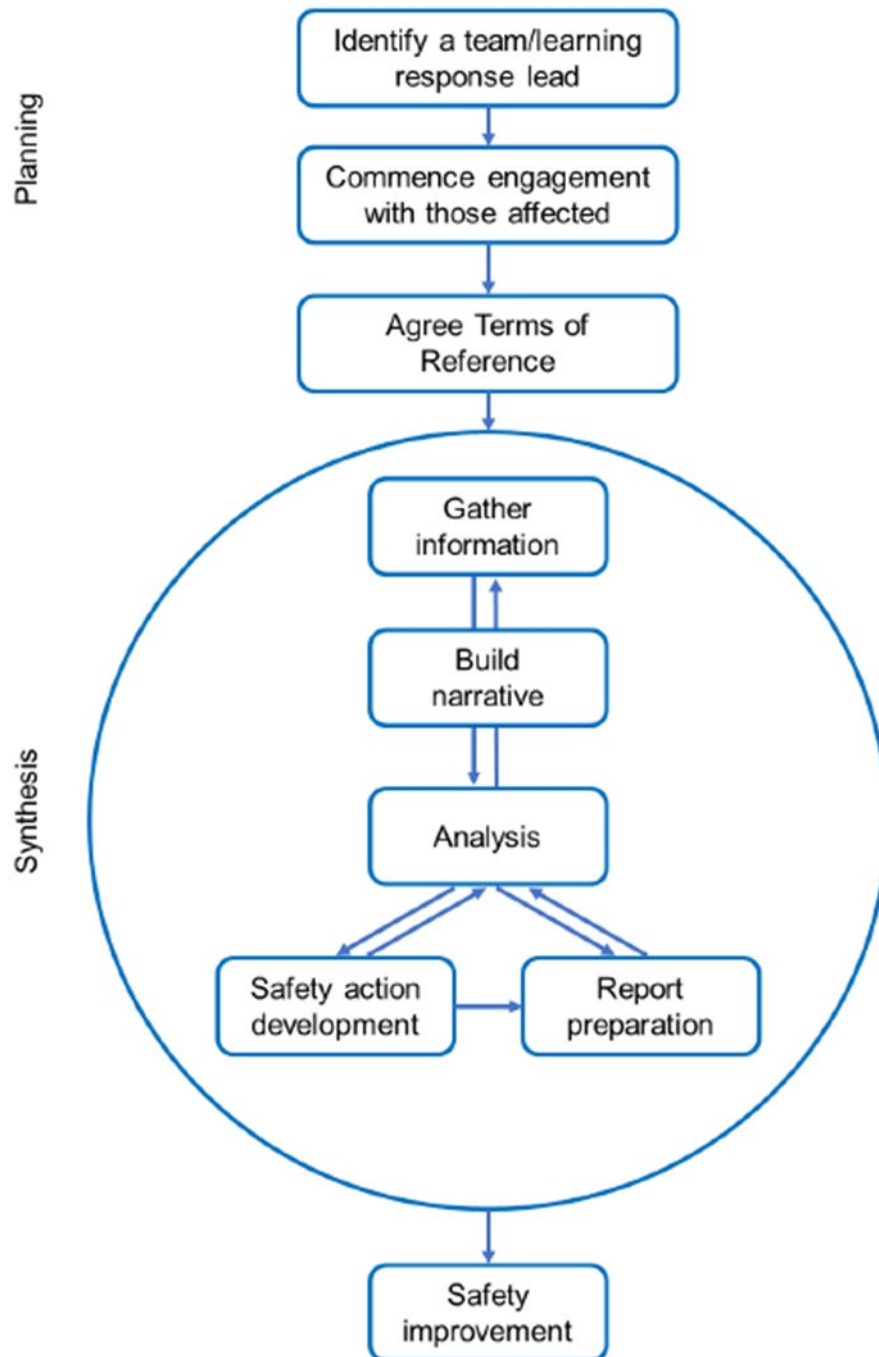 Planning
Identify a team/learning
response lead
Commence engagement
with those affected
Agree Terms of
Reference
Synthesis
Gather
information
Build
narrative
Analysis
Safety action
development
Report
preparation
Safety
improvement